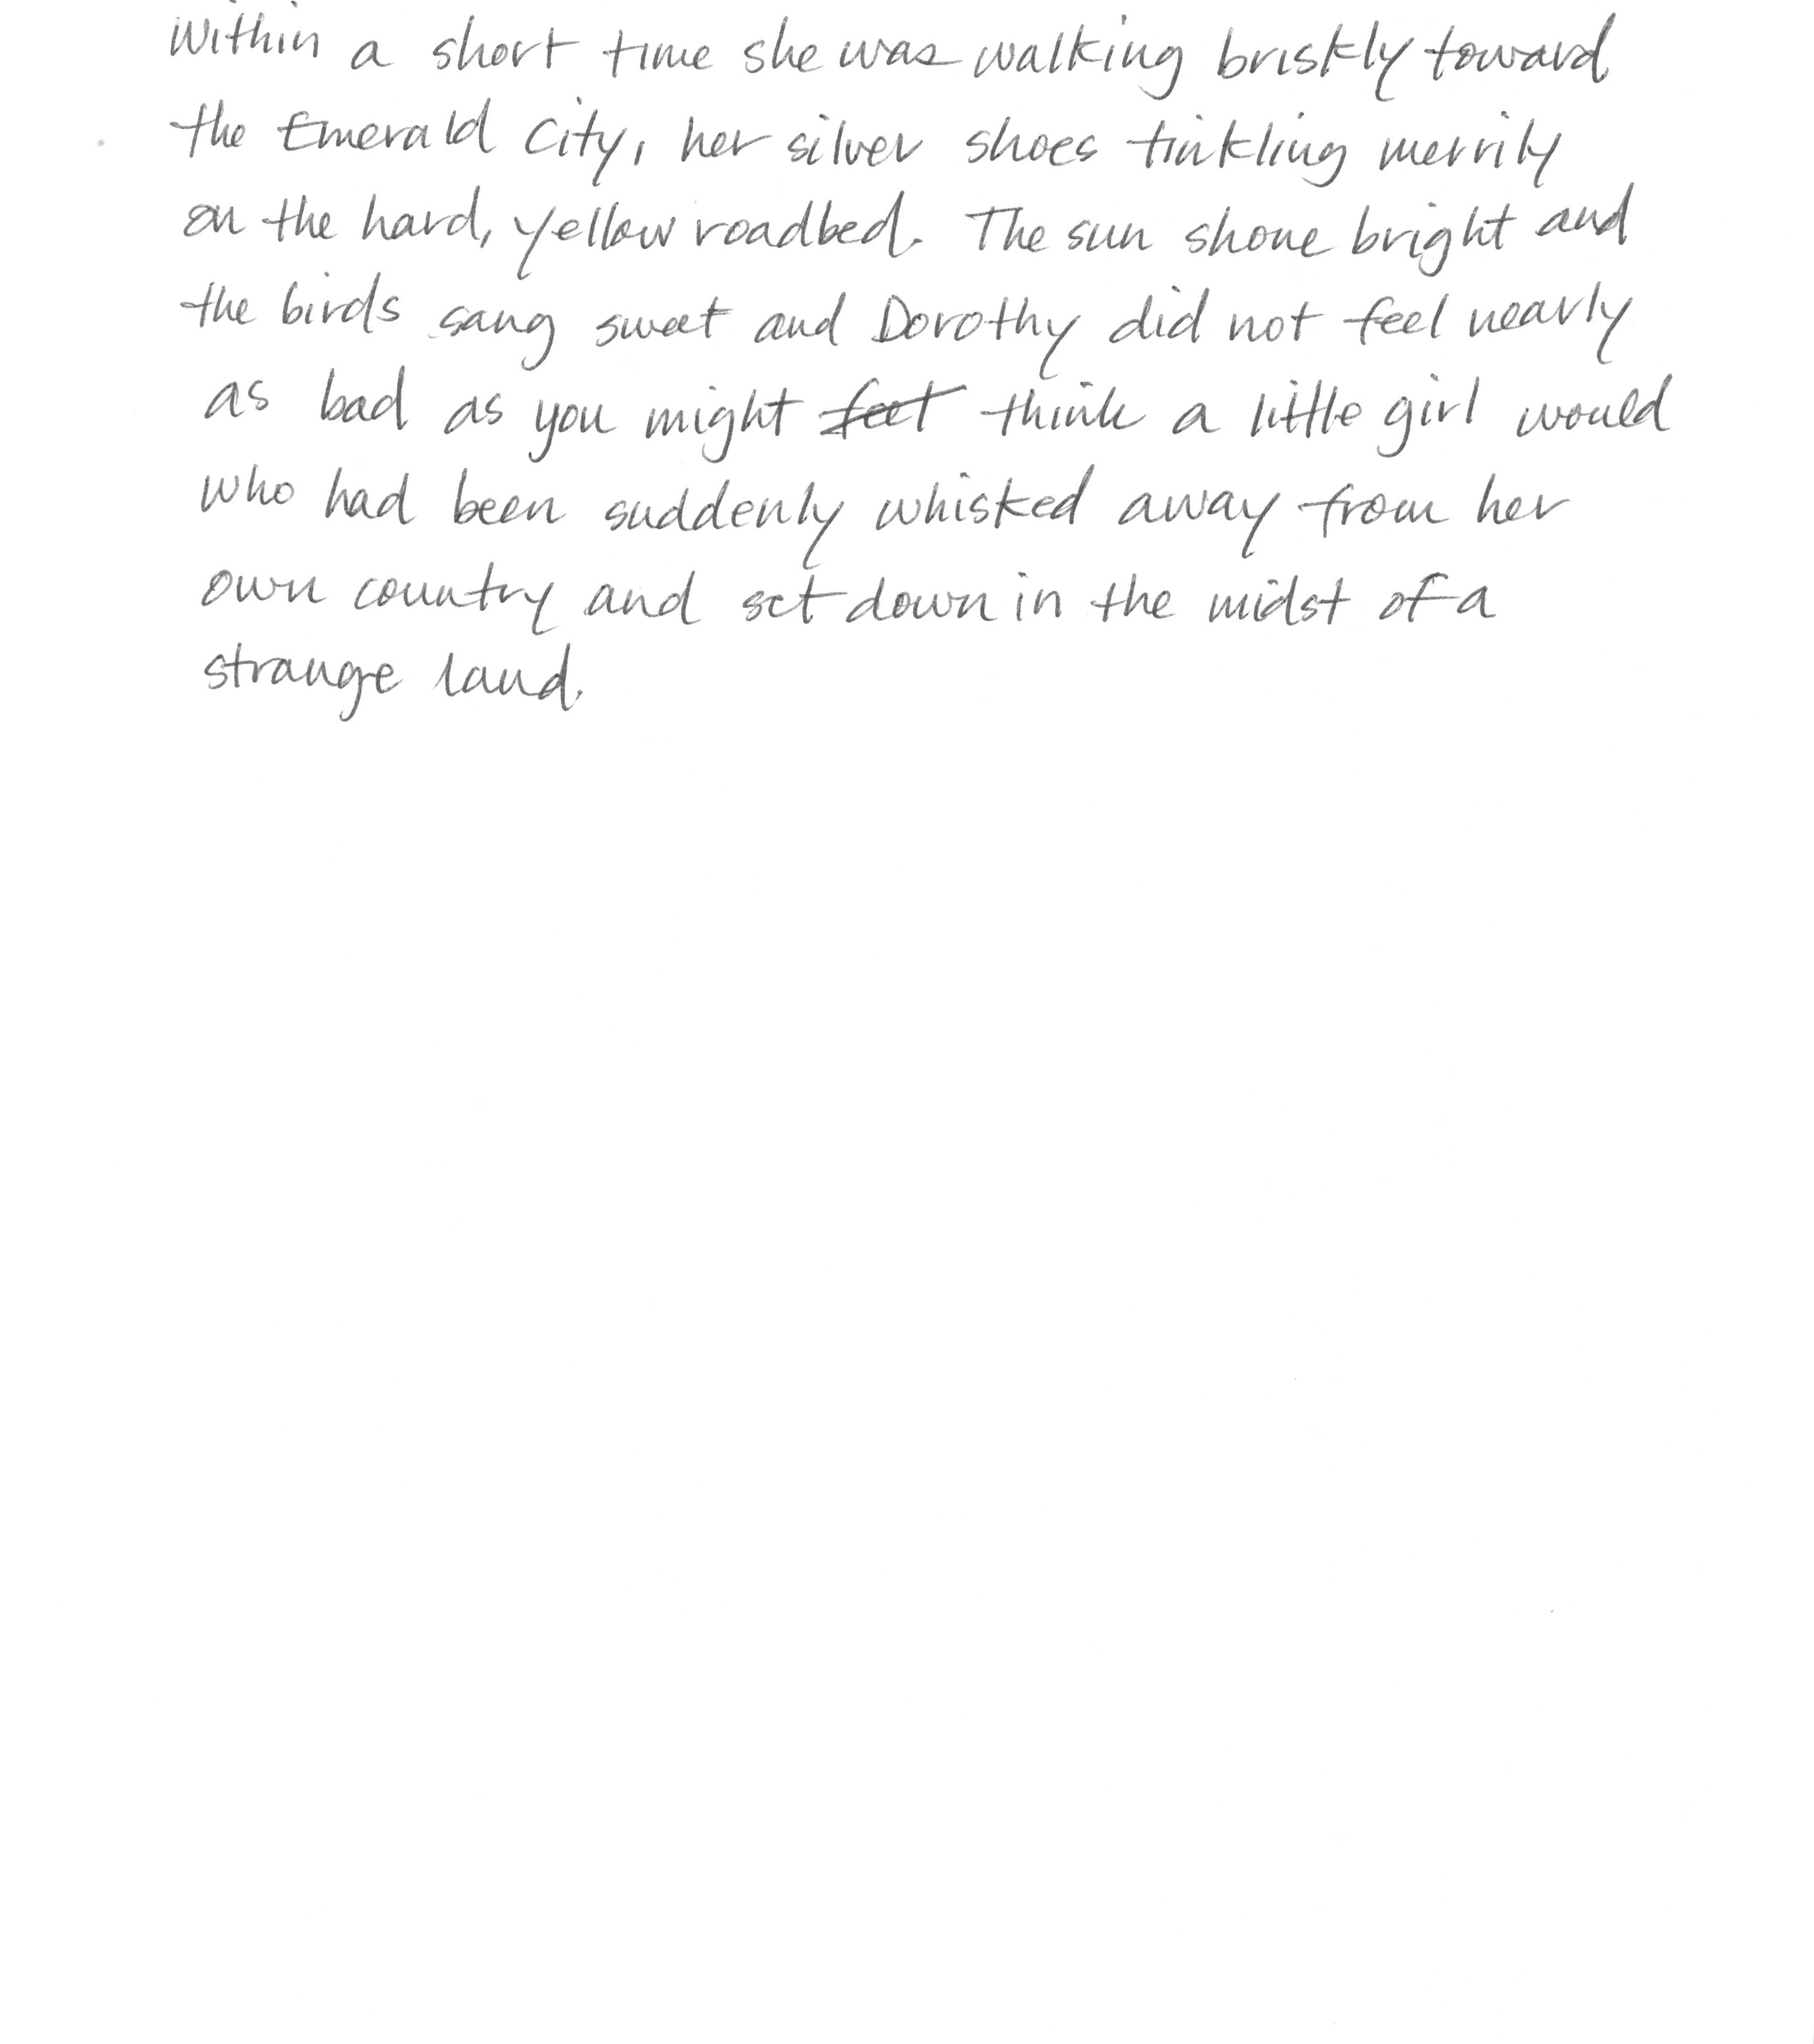 Within a short time she was walking briskly toward
the Emerald City, her silver shoes tinkling merrily
on the hard, yellow roadbed. The sun shone bright and
the birds sang sweet and Dorothy did not feel nearly
as bad as you might feet think a little girl would
who had been suddenly whisked away from her
own country and set down in the midst of a
strange land.